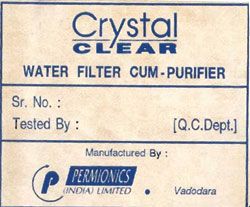 Crystal
CLEAR
WATER FILTER CUM-PURIFIER
Sr. No. :
Tested By : [Q.C.Dept.]
Manufactured By :
P PERMIONICS
(INDIA) LIMITED • Vadodara